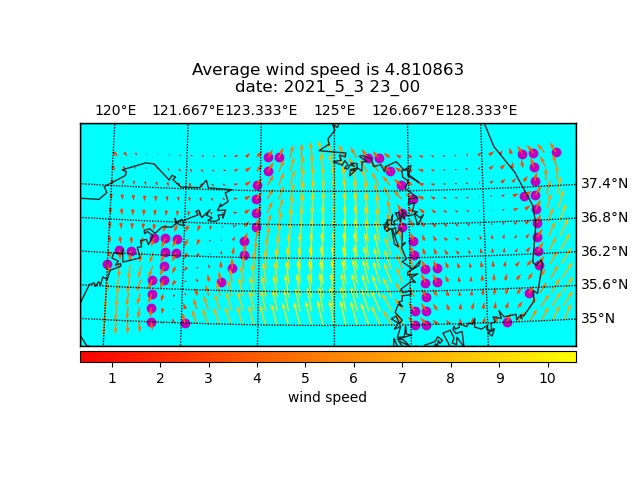 Average wind speed is 4.810863
date: 2021_5_3 23_00
120°E 121.667°E 123.333°E 125°E 126.667°E 128.333°E
37.4°N
36.8°N
36.2°N
35.6°N
35°N
1 2 3 4 5 6 7 8 9 10
wind speed